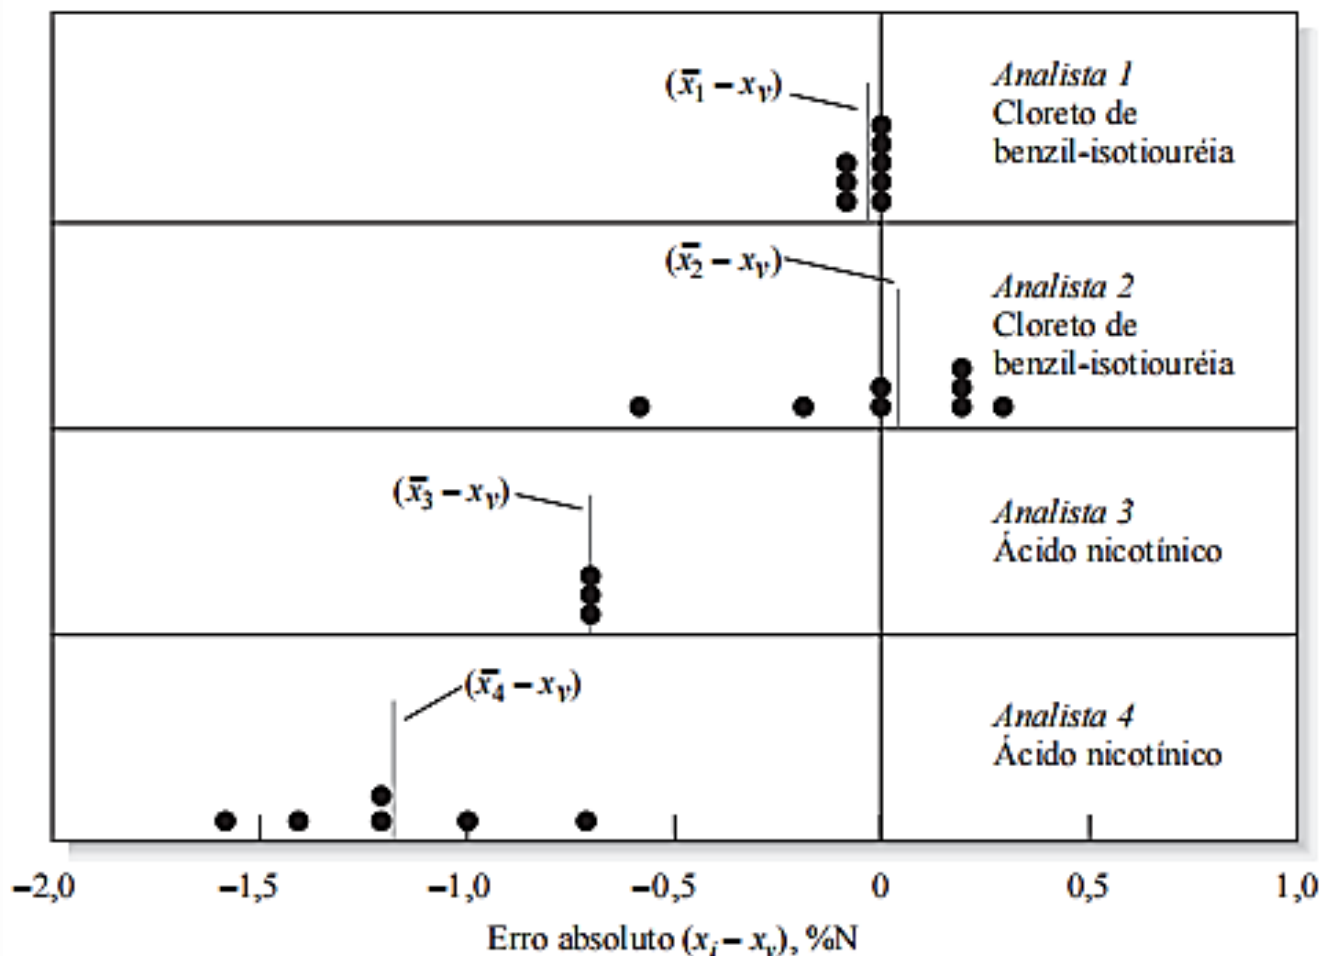 (x̄₁ – xᵥ)
Analista 1
Cloreto de
benzil-isotiouréia
(x̄₂ – xᵥ)
Analista 2
Cloreto de
benzil-isotiouréia
(x̄₃ – xᵥ)
Analista 3
Ácido nicotínico
(x̄₄ – xᵥ)
Analista 4
Ácido nicotínico
–2,0 –1,5 –1,0 –0,5 0 0,5 1,0
Erro absoluto (xᵢ – xᵥ), %N